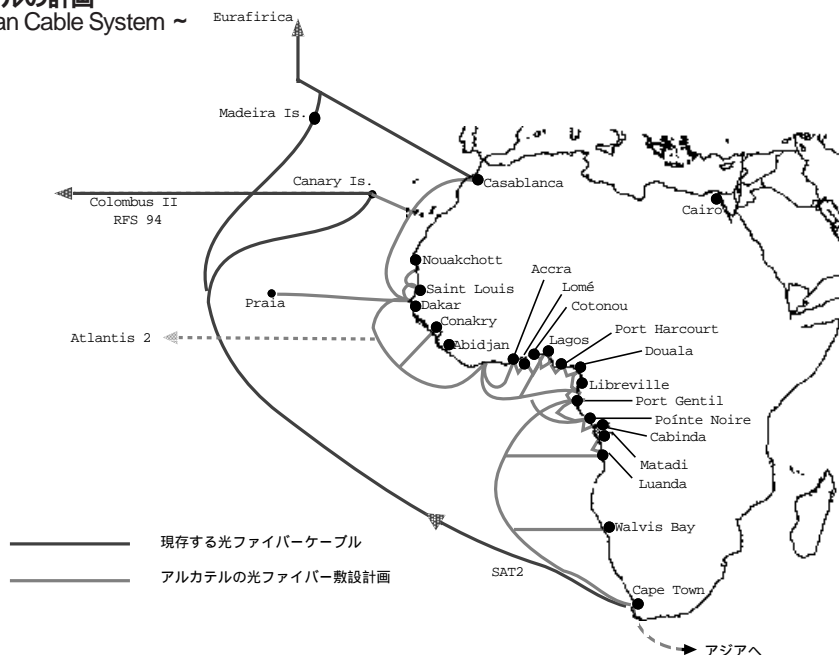 ルの計画
an Cable System ~
Eurafirica
Madeira Is.
Canary Is.
Casablanca
Colombus II
RFS 94
Cairo
Nouakchott
Accra
Saint Louis
Lomé
Praia
Dakar
Cotonou
Conakry
Port Harcourt
Atlantis 2
Abidjan
Lagos
Douala
Libreville
Port Gentil
Poínte Noire
Cabinda
Matadi
Luanda
Walvis Bay
現存する光ファイバーケーブル
アルカテルの光ファイバー敷設計画
SAT2
Cape Town
アジアへ